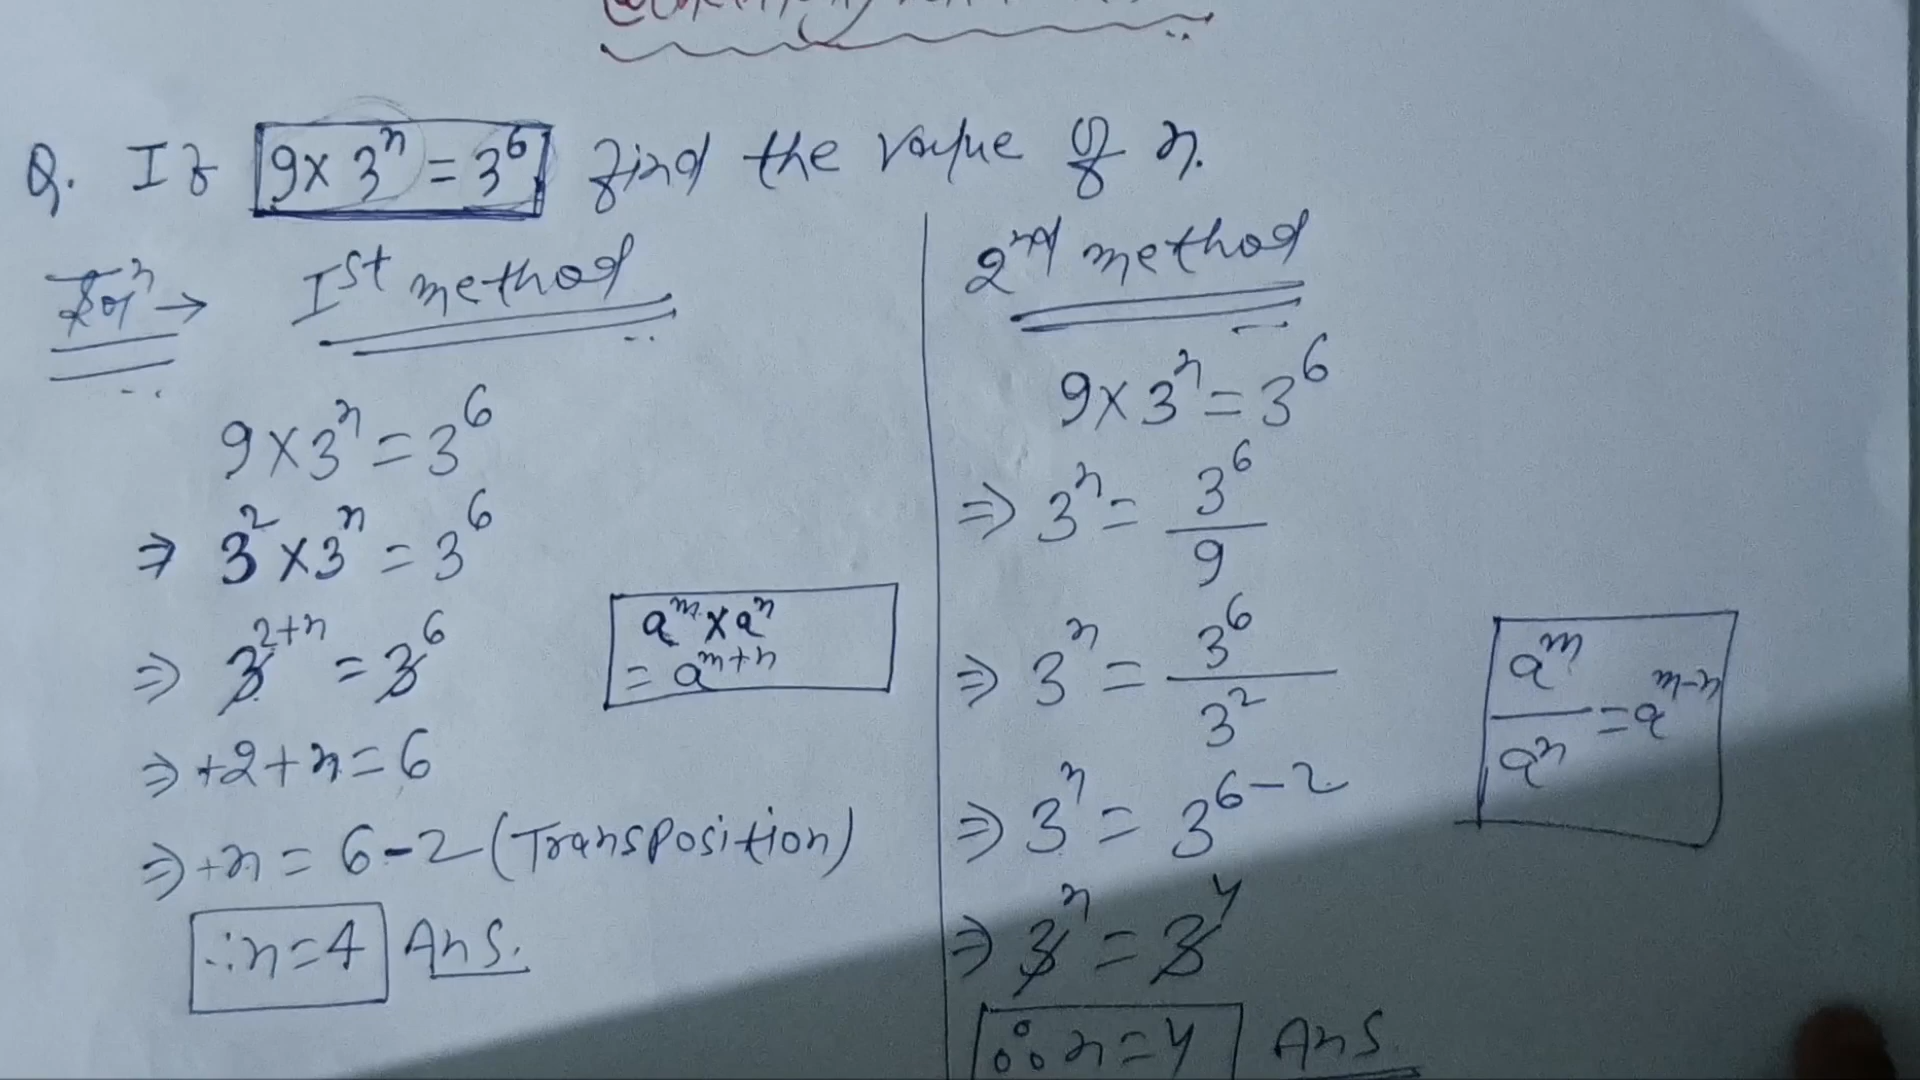 Q. If 9×3ⁿ = 3⁶ find the value of n.
Solⁿ →
Ist method
9×3ⁿ = 3⁶
⇒ 3²×3ⁿ = 3⁶
⇒ 3²⁺ⁿ = 3⁶
aᵐ×aⁿ
= aᵐ⁺ⁿ
⇒ +2+n = 6
⇒ +n = 6-2 (Transposition)
∴ n = 4 Ans.
2nd method
9×3ⁿ = 3⁶
⇒ 3ⁿ = 3⁶/9
⇒ 3ⁿ = 3⁶/3²
aᵐ/aⁿ = aᵐ⁻ⁿ
⇒ 3ⁿ = 3⁶⁻²
⇒ 3ⁿ = 3⁴
∴ n = 4 Ans.